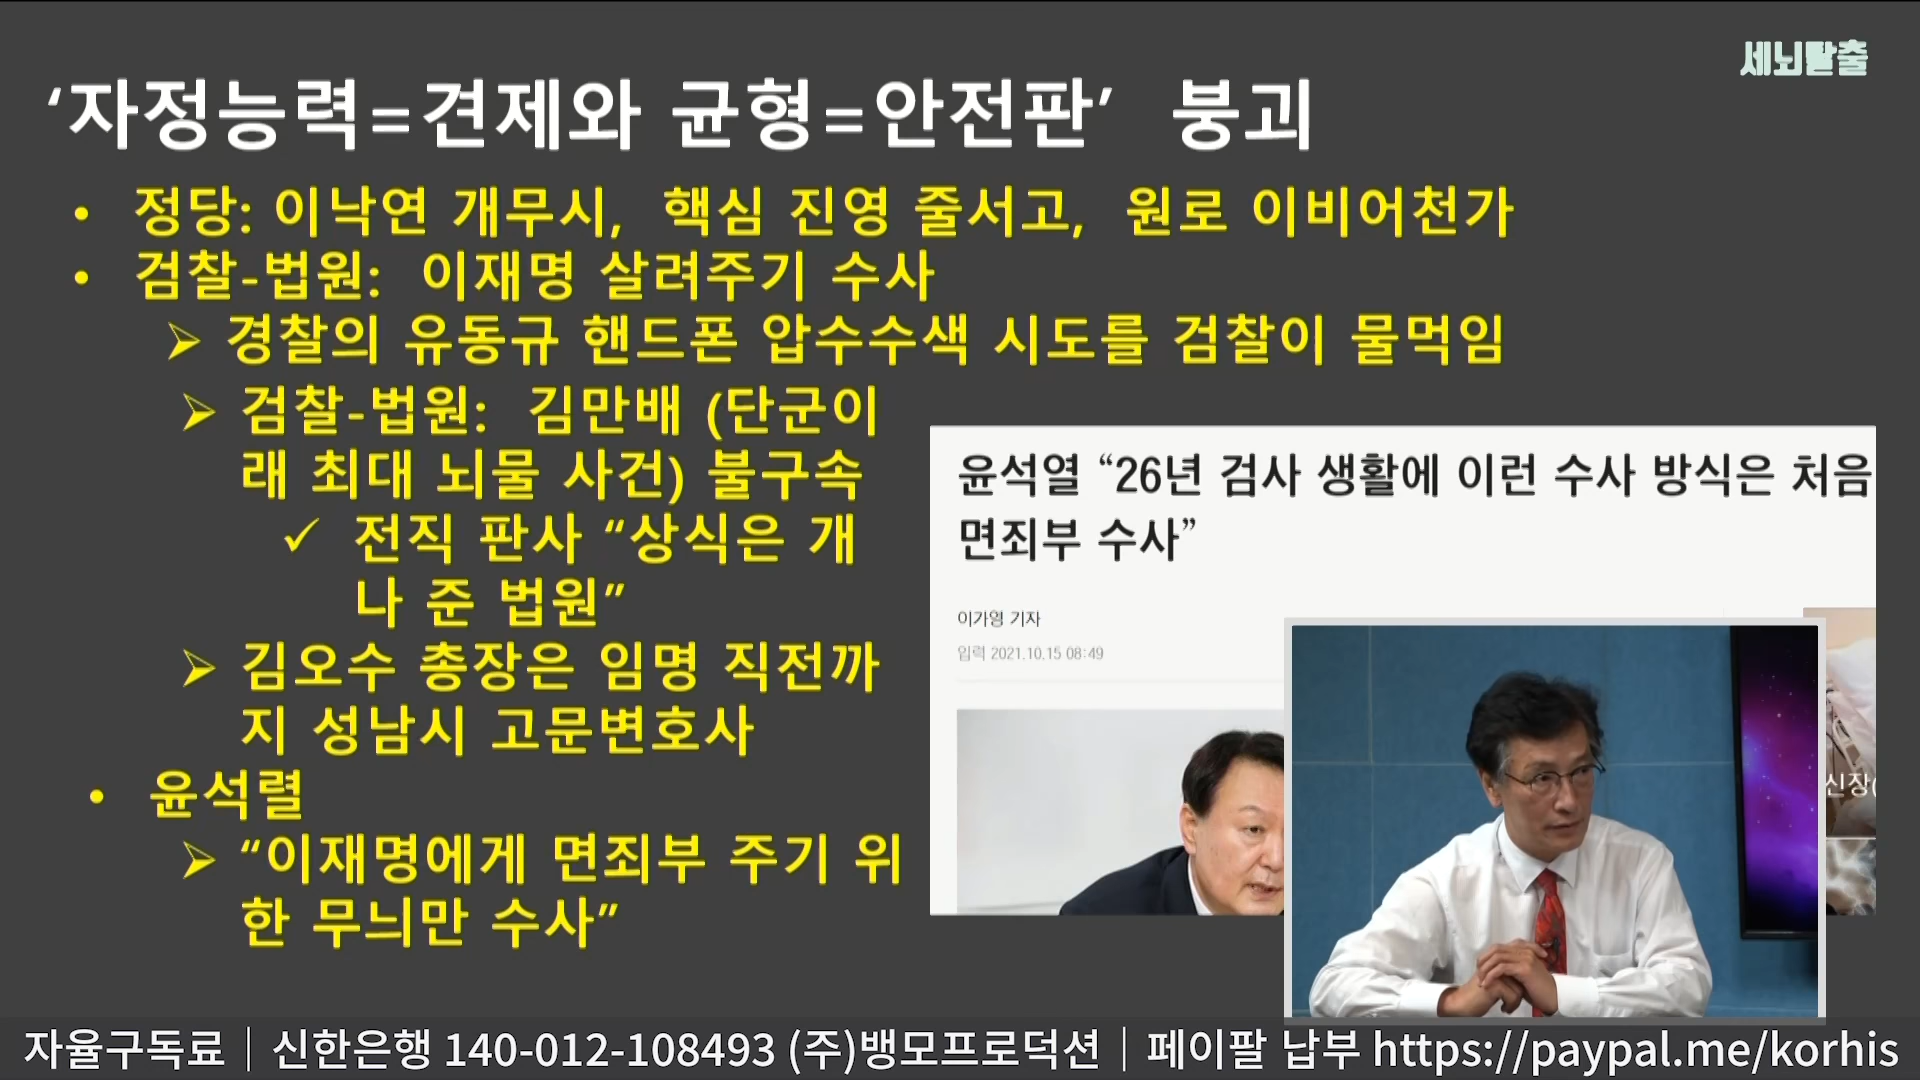 세뇌탈출
‘자정능력=견제와 균형=안전판’ 붕괴
• 정당: 이낙연 개무시, 핵심 진영 줄서고, 원로 이비어천가
• 검찰-법원: 이재명 살려주기 수사
➢ 경찰의 유동규 핸드폰 압수수색 시도를 검찰이 물먹임
➢ 검찰-법원: 김만배 (단군이
래 최대 뇌물 사건) 불구속
✓ 전직 판사 “상식은 개
나 준 법원”
➢ 김오수 총장은 임명 직전까
지 성남시 고문변호사
• 윤석렬
➢ “이재명에게 면죄부 주기 위
한 무늬만 수사”
윤석열 “26년 검사 생활에 이런 수사 방식은 처음
면죄부 수사”
이가영 기자
입력 2021.10.15 08:49
신장(
자율구독료｜신한은행 140-012-108493 (주)뱅모프로덕션｜페이팔 납부 https://paypal.me/korhis